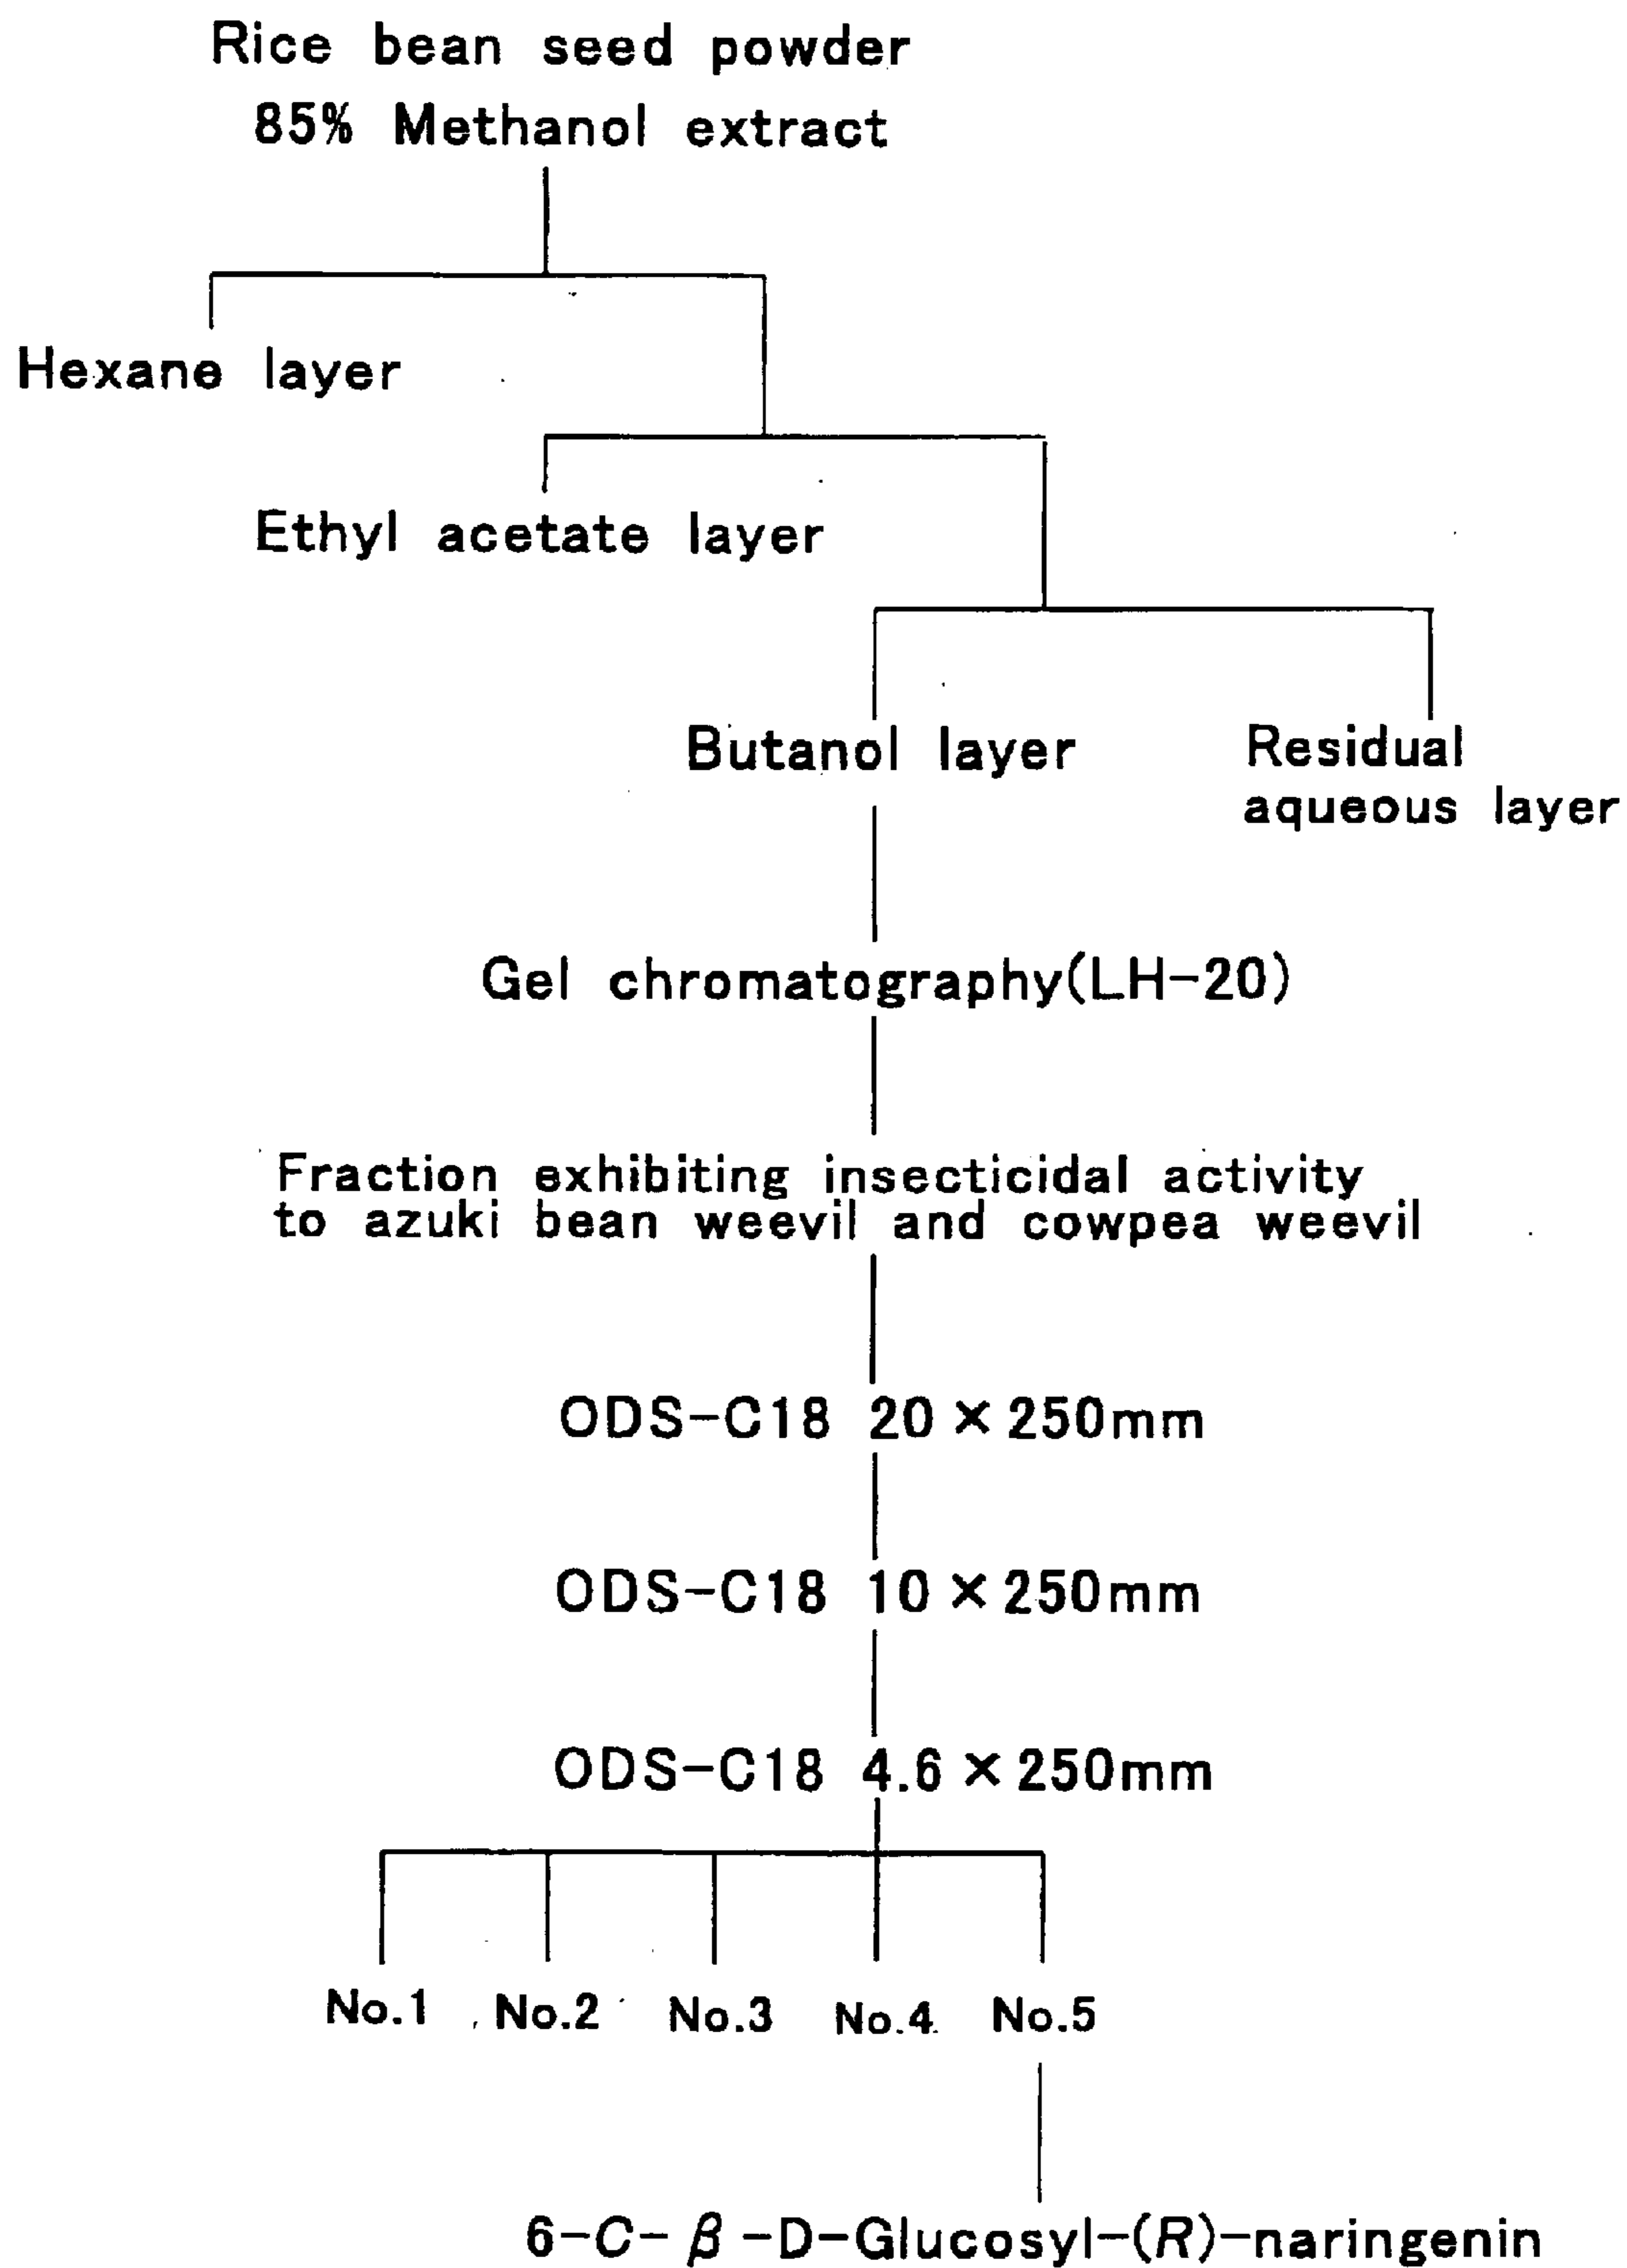 Rice bean seed powder
85% Methanol extract
Hexane layer
Ethyl acetate layer
Butanol layer
Residual
aqueous layer
Gel chromatography(LH-20)
Fraction exhibiting insecticidal activity
to azuki bean weevil and cowpea weevil
ODS-C18 20×250mm
ODS-C18 10×250mm
ODS-C18 4.6×250mm
No.1 No.2 No.3 No.4 No.5
6-C-β-D-Glucosyl-(R)-naringenin